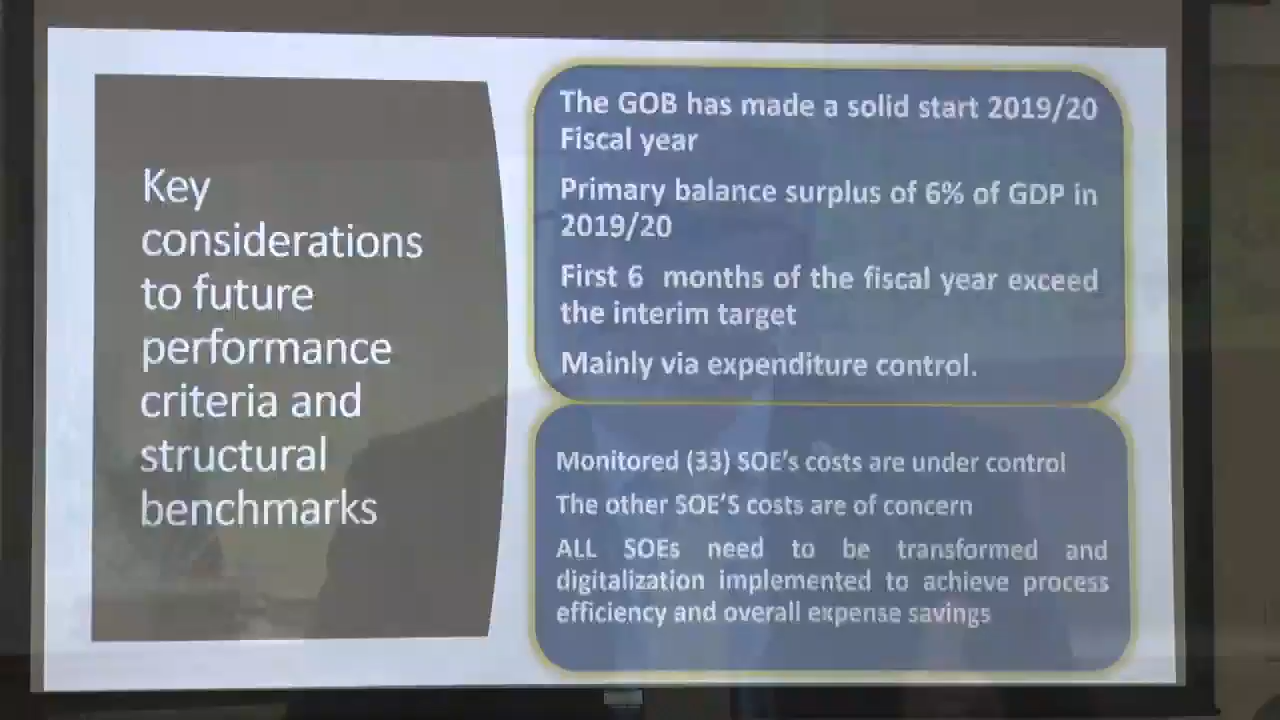 Key
considerations
to future
performance
criteria and
structural
benchmarks
The GOB has made a solid start 2019/20
Fiscal year
Primary balance surplus of 6% of GDP in
2019/20
First 6 months of the fiscal year exceed
the interim target
Mainly via expenditure control.
Monitored (33) SOE's costs are under control
The other SOE'S costs are of concern
ALL SOEs need to be transformed and
digitalization implemented to achieve process
efficiency and overall expense savings